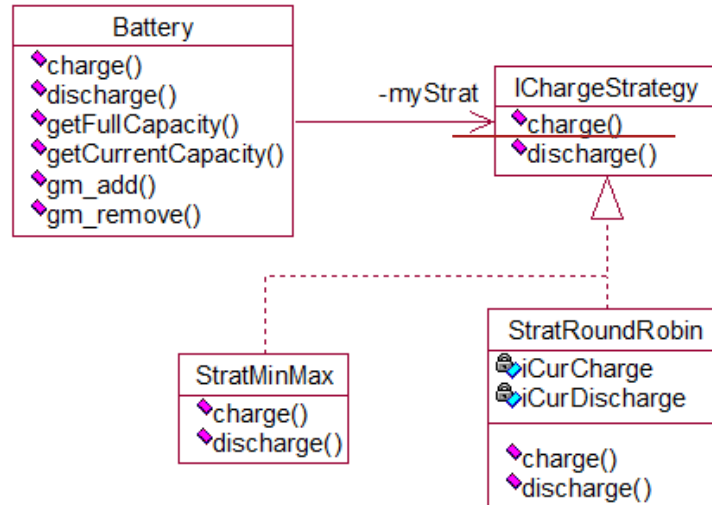 Battery
charge()
discharge()
getFullCapacity()
getCurrentCapacity()
gm_add()
gm_remove()
-myStrat
IChargeStrategy
charge()
discharge()
StratMinMax
charge()
discharge()
StratRoundRobin
iCurCharge
iCurDischarge
charge()
discharge()